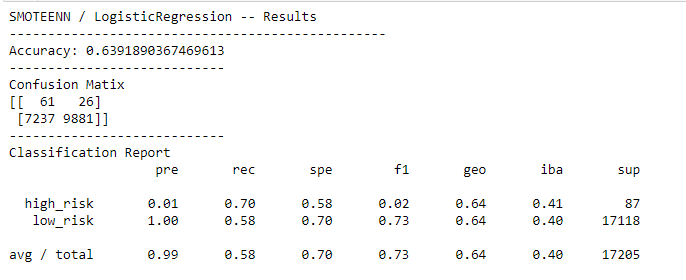 SMOTEENN / LogisticRegression -- Results
-----------------------------------------------
Accuracy: 0.6391890367469613
---------------------------
Confusion Matix
[[  61   26]
 [7237 9881]]
---------------------------
Classification Report
                  pre       rec       spe        f1       geo       iba       sup
  high_risk      0.01      0.70      0.58      0.02      0.64      0.41        87
   low_risk      1.00      0.58      0.70      0.73      0.64      0.40     17118
avg / total      0.99      0.58      0.70      0.73      0.64      0.40     17205